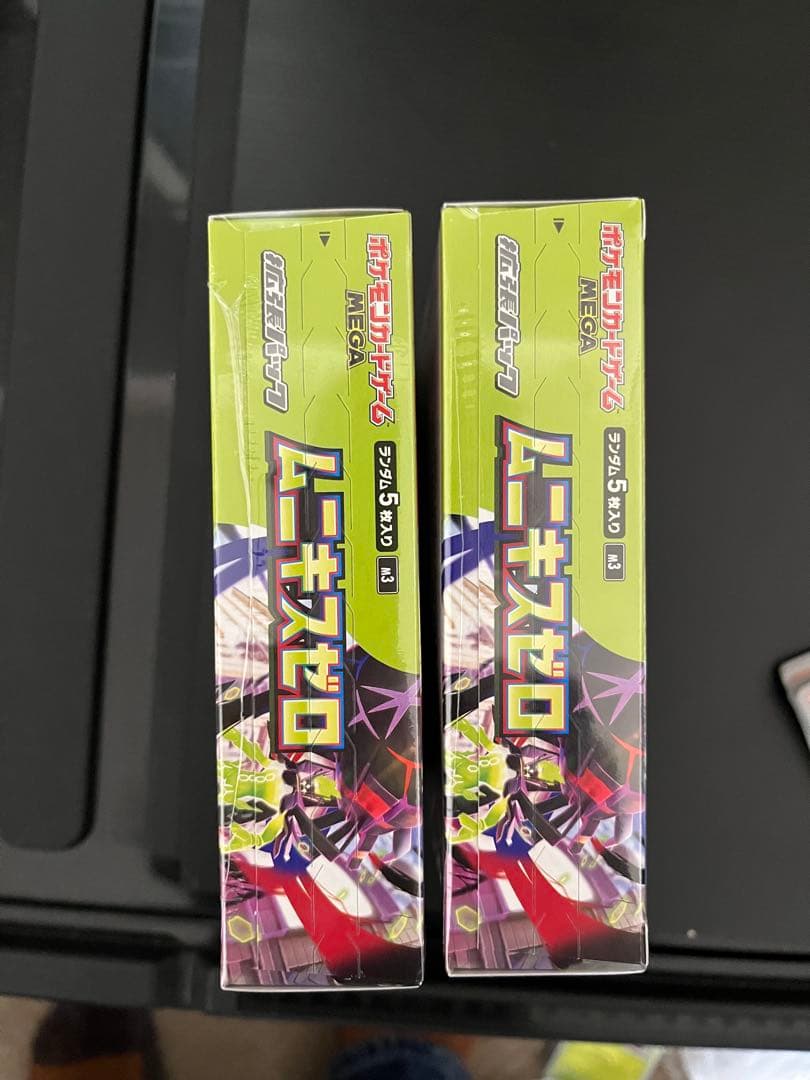 ポケモンカードゲーム
MEGA
拡張パック
ランダム5枚入り M3
ムニキスゼロ
ポケモンカードゲーム
MEGA
拡張パック
ランダム5枚入り M3
ムニキスゼロ